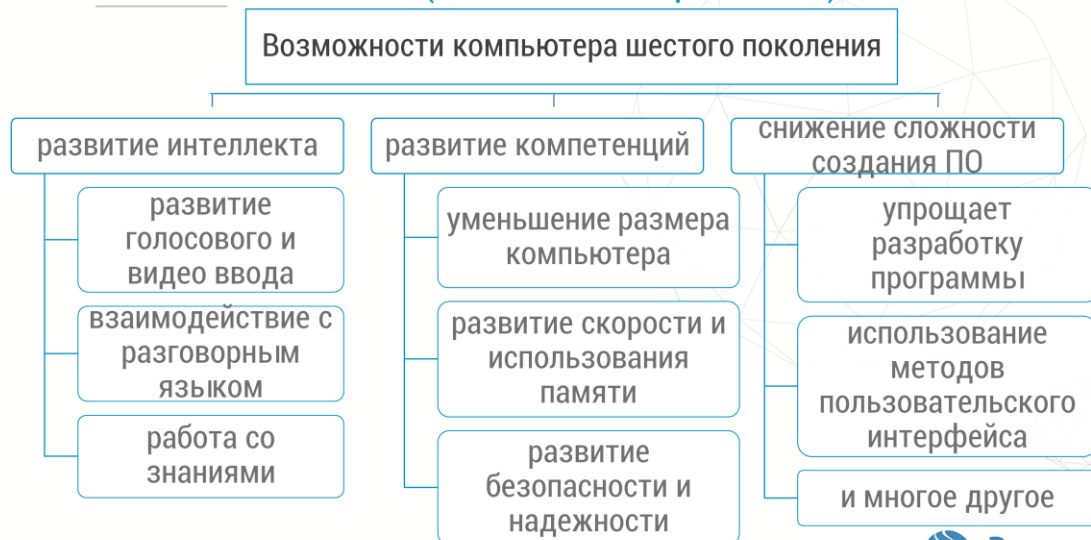 Возможности компьютера шестого поколения
развитие интеллекта
развитие
голосового и
видео ввода
взаимодействие с
разговорным
языком
работа со
знаниями
развитие компетенций
уменьшение размера
компьютера
развитие скорости и
использования
памяти
развитие
безопасности и
надежности
снижение сложности
создания ПО
упрощает
разработку
программы
использование
методов
пользовательского
интерфейса
и многое другое